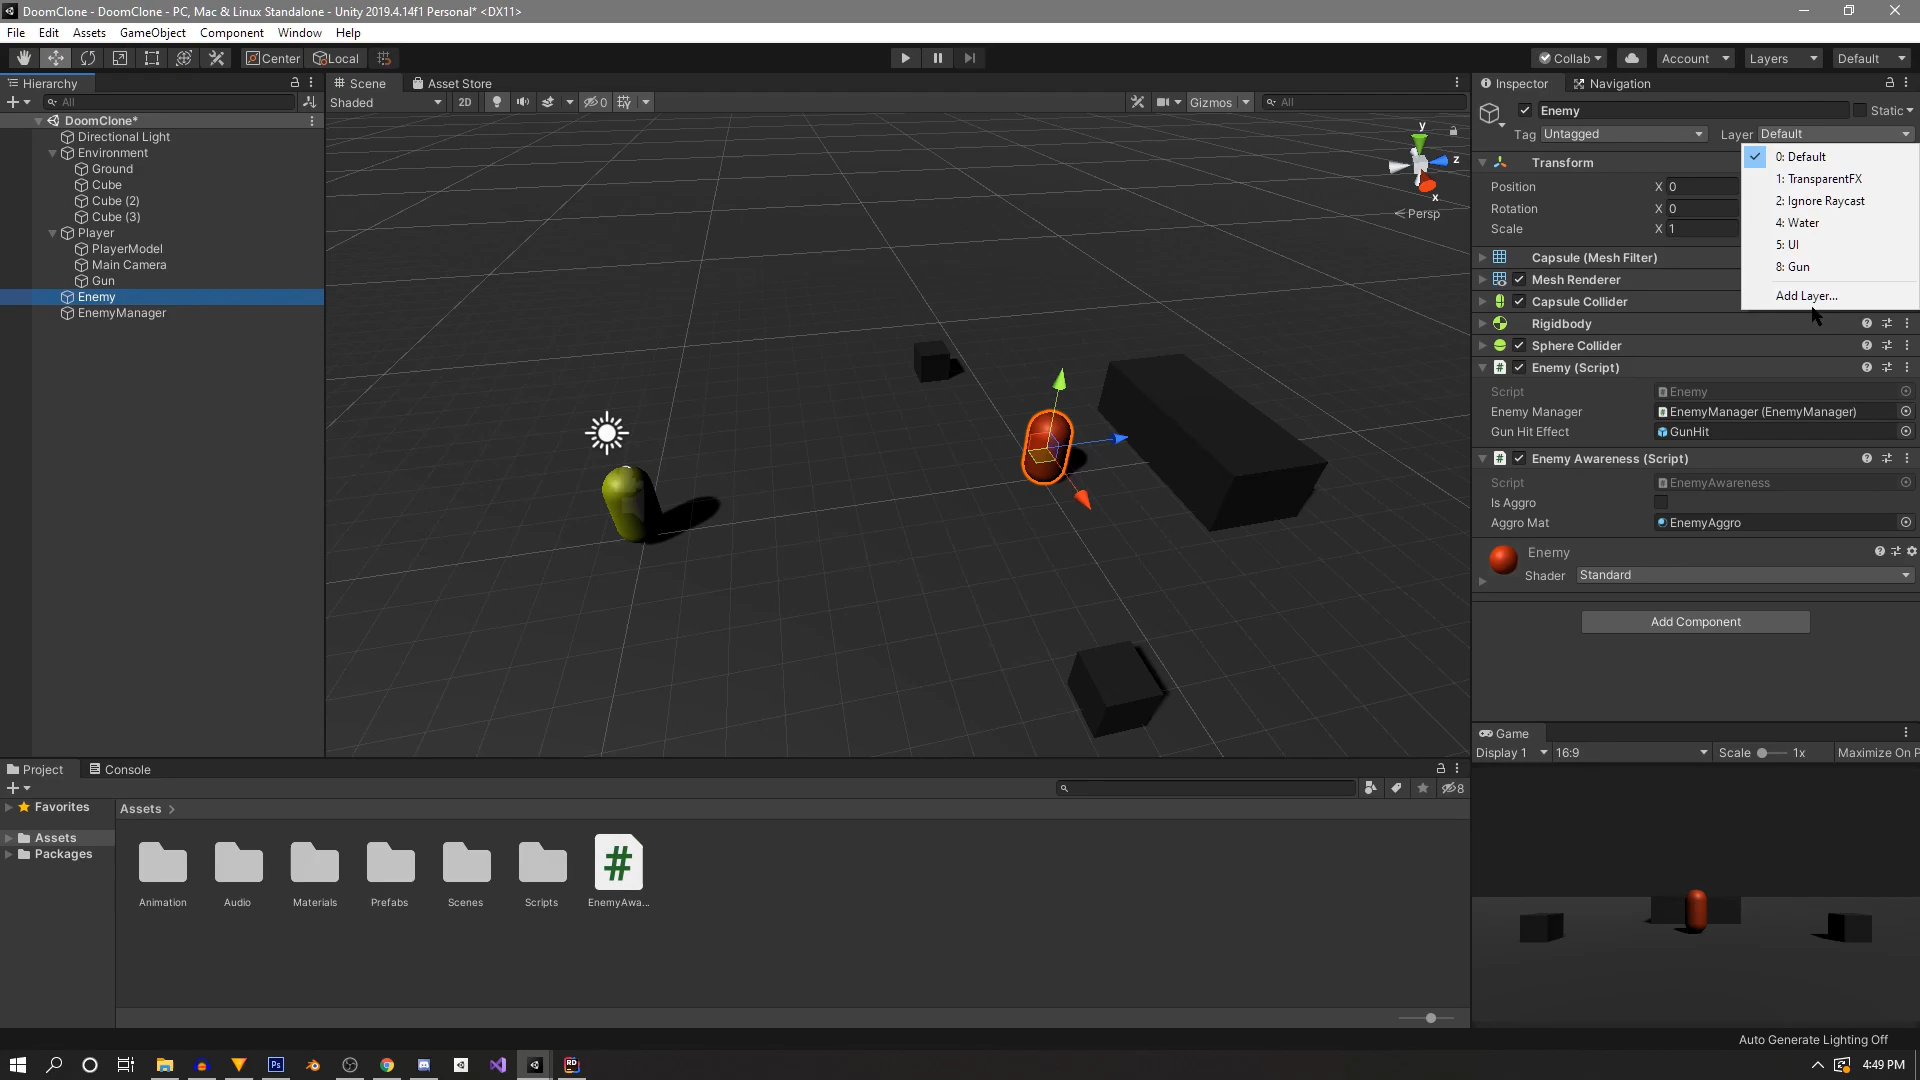 DoomClone - DoomClone - PC, Mac & Linux Standalone - Unity 2019.4.14f1 Personal* <DX11>
File Edit Assets GameObject Component Window Help
Center Local Collab Account Layers Default
Hierarchy
All
DoomClone*
Directional Light
Environment
Ground
Cube
Cube (2)
Cube (3)
Player
PlayerModel
Main Camera
Gun
Enemy
EnemyManager
Scene Asset Store
Shaded 2D 0 Gizmos All
y
z
x
Persp
Inspector Navigation
Enemy Static
Tag Untagged Layer Default
0: Default
1: TransparentFX
2: Ignore Raycast
4: Water
5: UI
8: Gun
Add Layer...
Transform
Position X 0
Rotation X 0
Scale X 1
Capsule (Mesh Filter)
Mesh Renderer
Capsule Collider
Rigidbody
Sphere Collider
Enemy (Script)
Script Enemy
Enemy Manager EnemyManager (EnemyManager)
Gun Hit Effect GunHit
Enemy Awareness (Script)
Script EnemyAwareness
Is Aggro
Aggro Mat EnemyAggro
Enemy
Shader Standard
Add Component
Game
Display 1 16:9 Scale 1x Maximize On P
Project Console
8
Favorites
Assets
Packages
Assets
Animation
Audio
Materials
Prefabs
Scenes
Scripts
EnemyAwa...
Auto Generate Lighting Off
Ps
RD
4:49 PM